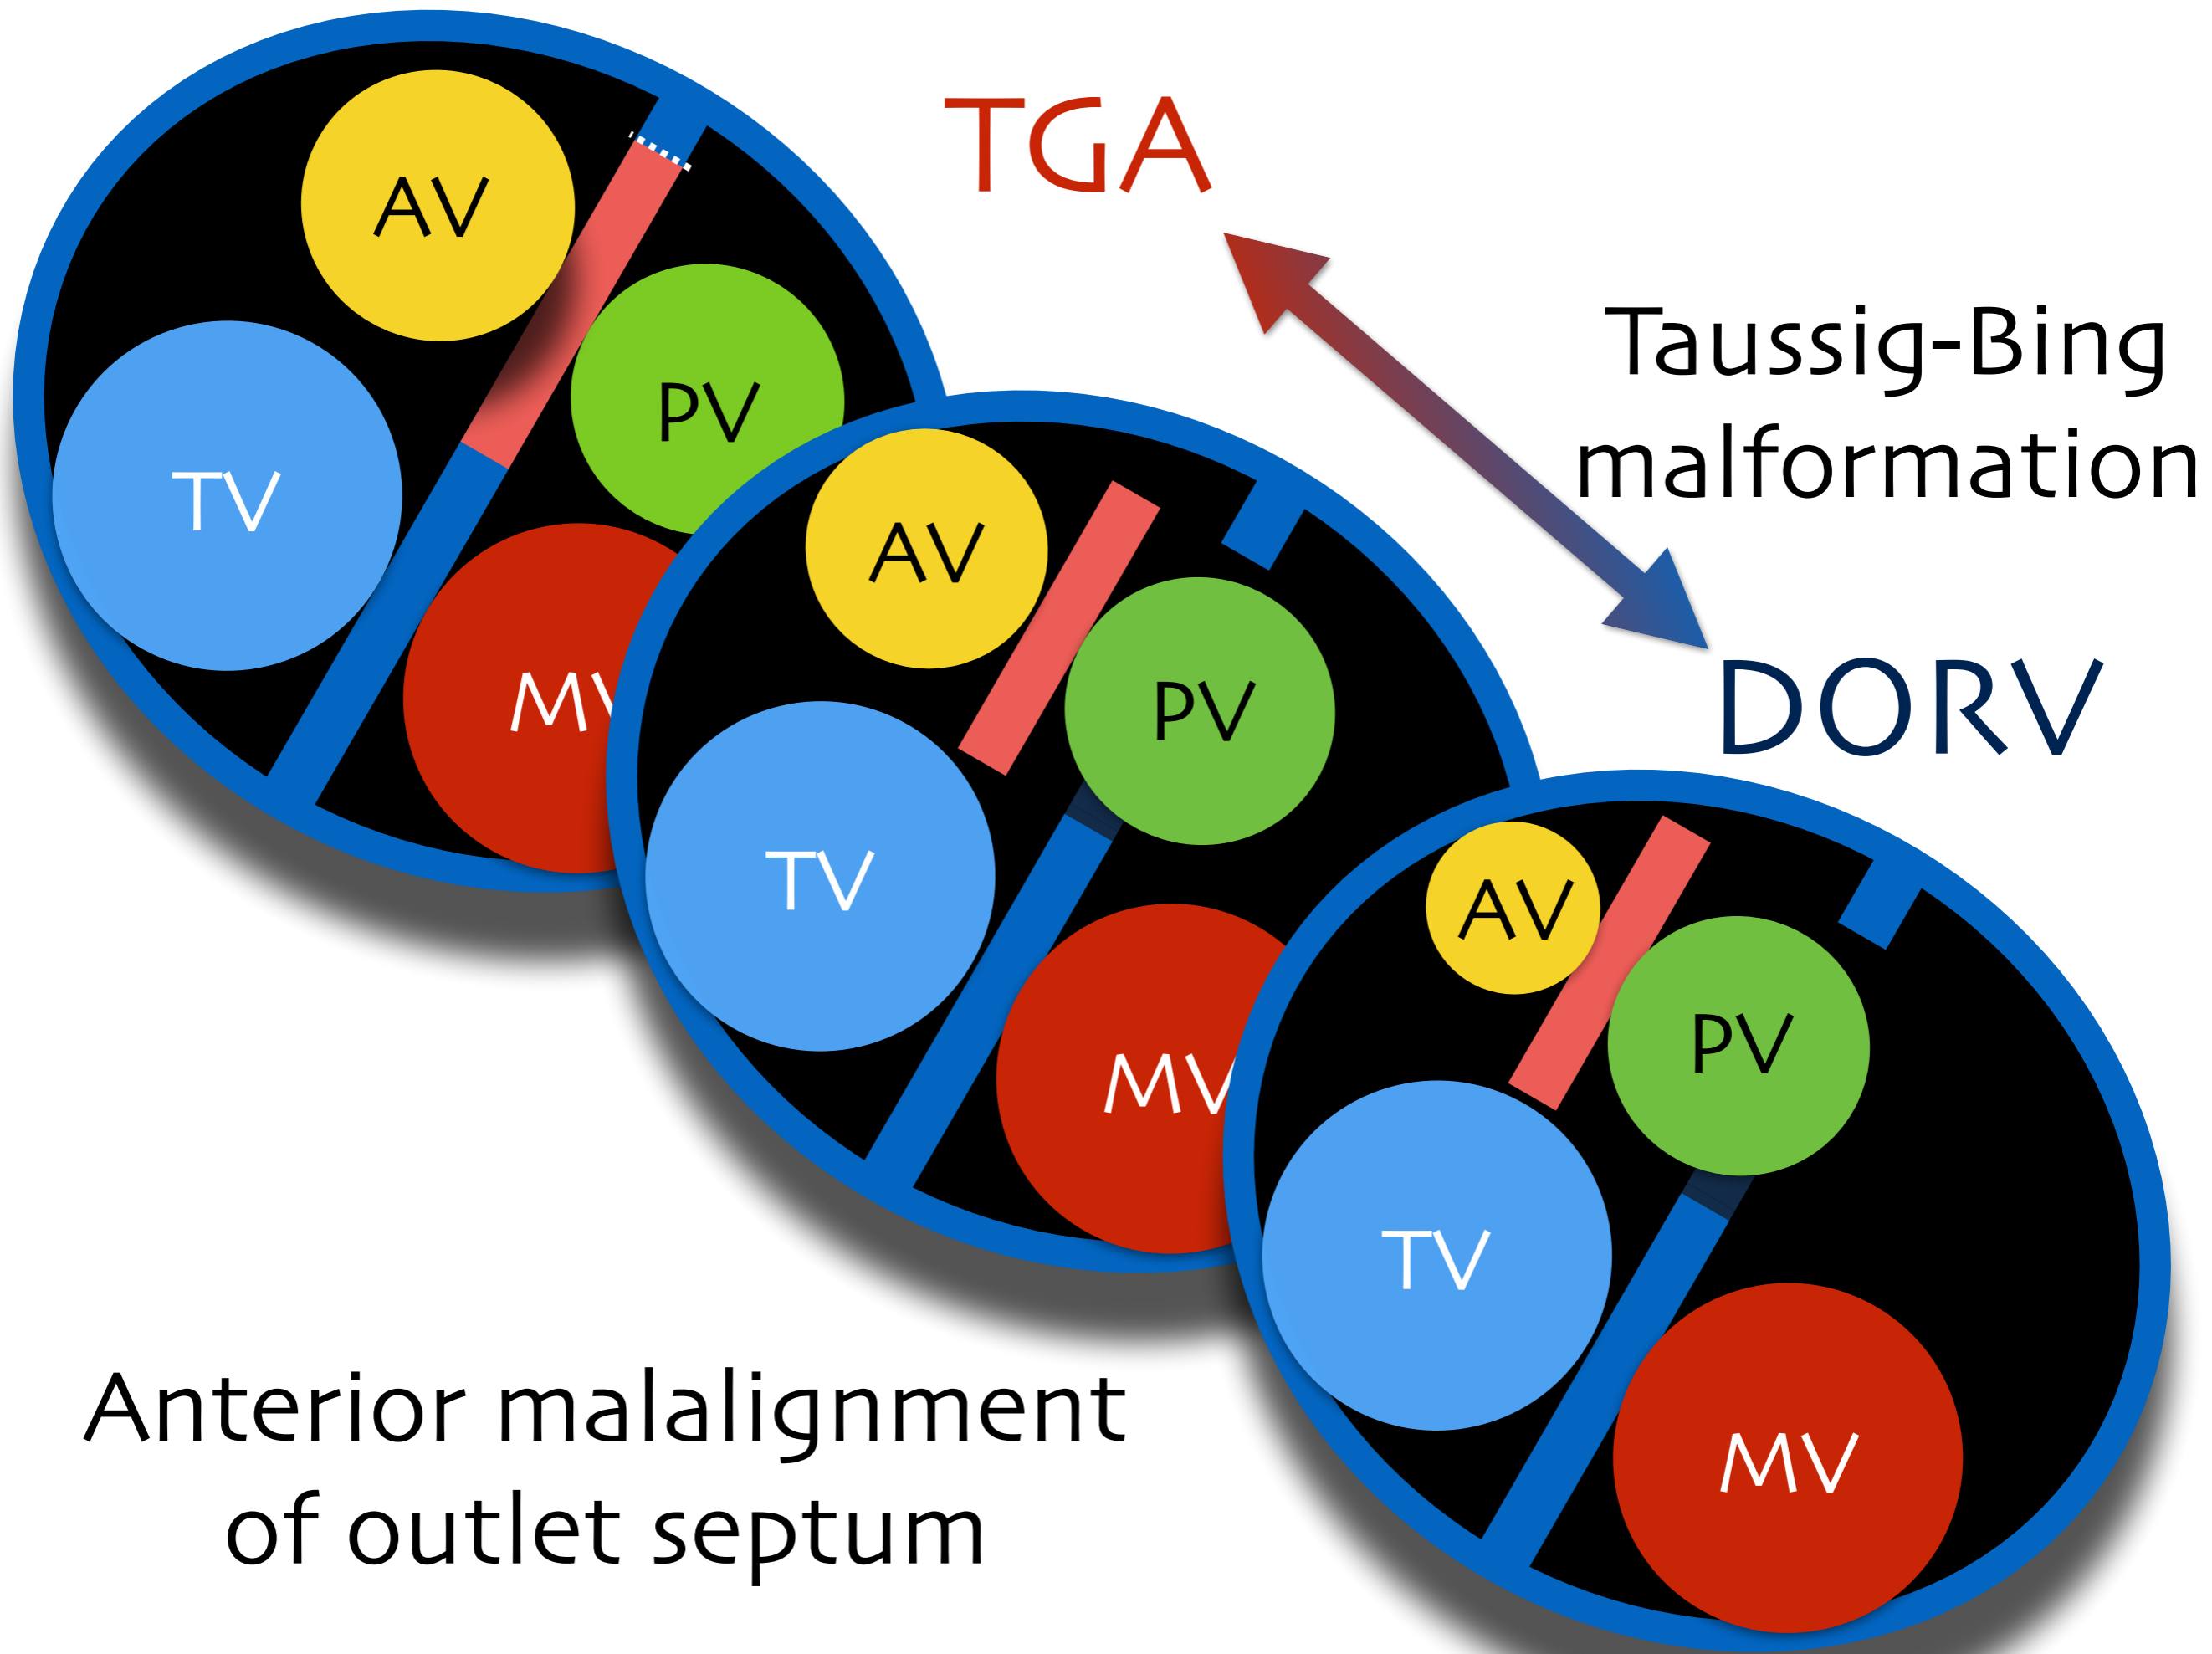 TGA
Taussig-Bing
malformation
DORV
AV
PV
TV
MV
AV
PV
TV
MV
AV
PV
TV
MV
Anterior malalignment
of outlet septum